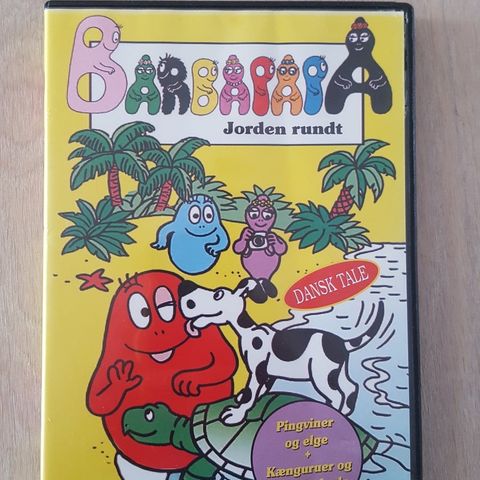 BARBAPAPA
Jorden rundt
DANSK TALE
Pingviner
og elge
+
Kænguruer og